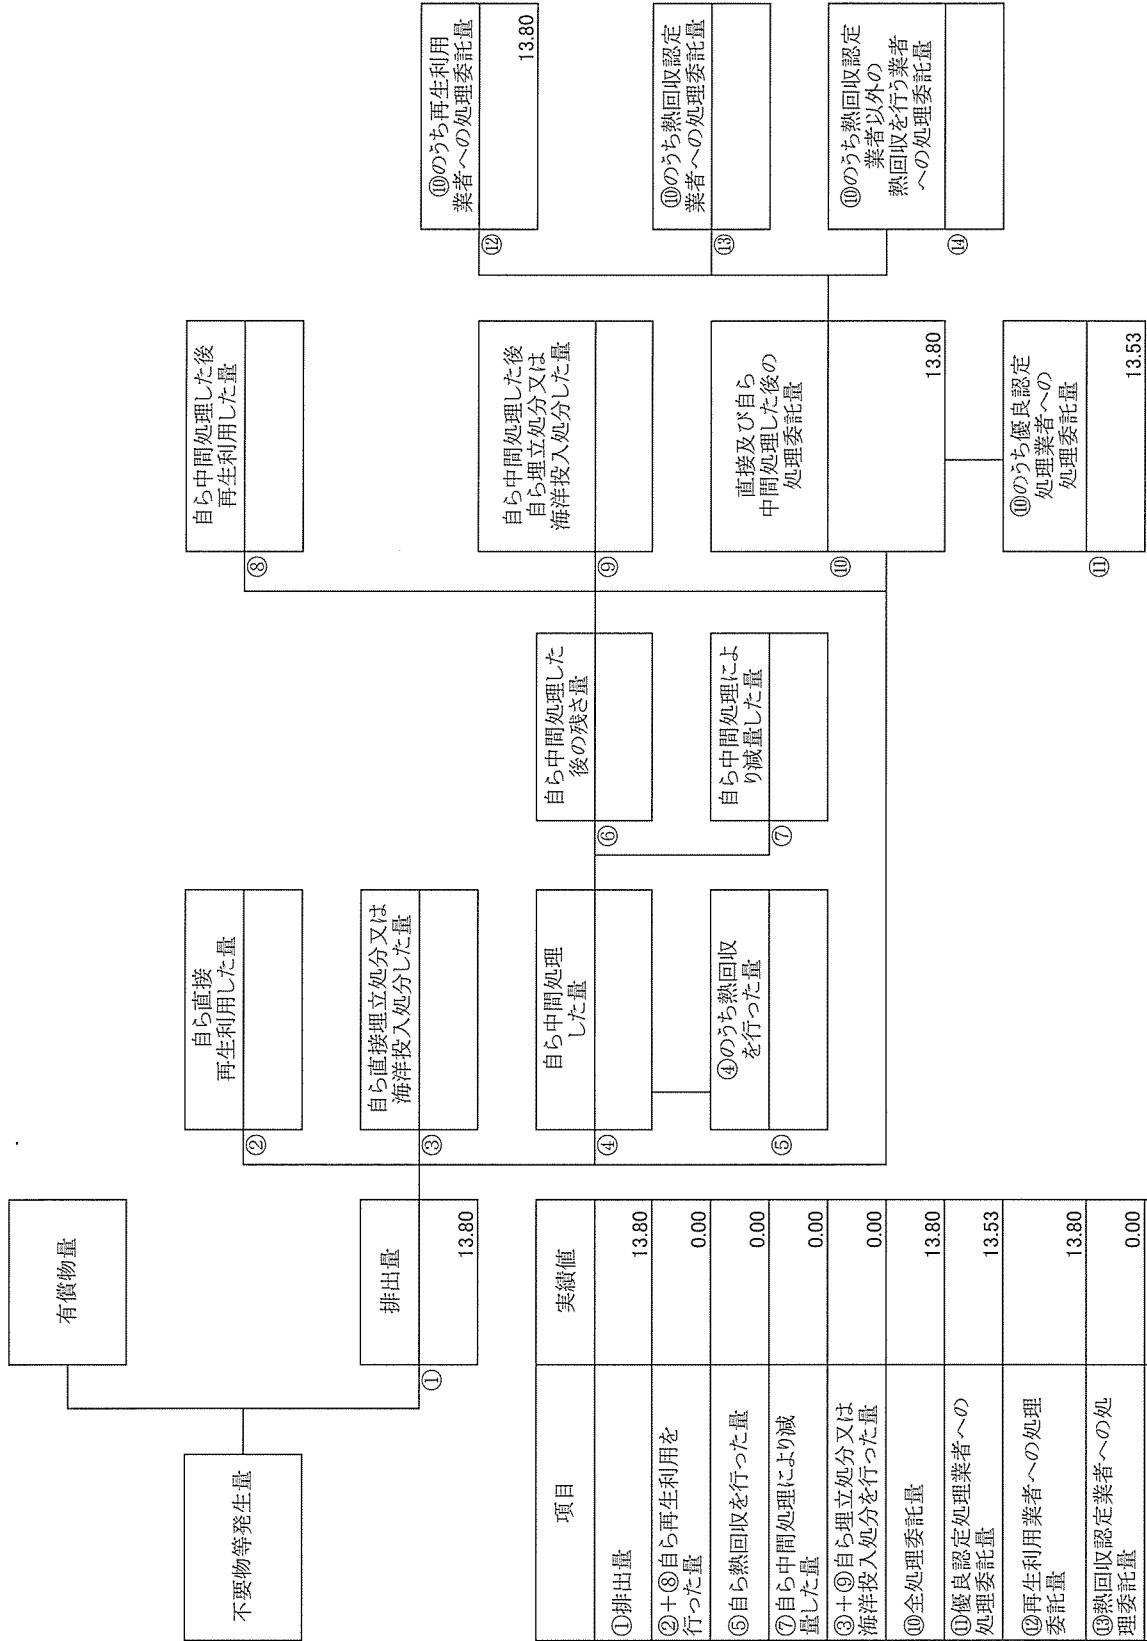 不要物等発生量
有償物量
①
排出量
13.80
②
自ら直接
再生利用した量
③
自ら直接埋立処分又は
海洋投入処分した量
④
自ら中間処理
した量
⑤
④のうち熱回収
を行った量
⑥
自ら中間処理した
後の残さ量
⑦
自ら中間処理によ
り減量した量
⑧
自ら中間処理した後
再生利用した量
⑨
自ら中間処理した後
自ら埋立処分又は
海洋投入処分した量
⑩
直接及び自ら
中間処理した後の
処理委託量
13.80
⑪
⑩のうち優良認定
処理業者への
処理委託量
13.53
⑫
⑩のうち再生利用
業者への処理委託量
13.80
⑬
⑩のうち熱回収認定
業者への処理委託量
⑭
⑩のうち熱回収認定
業者以外の
熱回収を行う業者
への処理委託量
項目 実績値
①排出量 13.80
②＋⑧自ら再生利用を
行った量 0.00
⑤自ら熱回収を行った量 0.00
⑦自ら中間処理により減
量した量 0.00
③＋⑨自ら埋立処分又は
海洋投入処分を行った量 0.00
⑩全処理委託量 13.80
⑪優良認定処理業者への
処理委託量 13.53
⑫再生利用業者への処理
委託量 13.80
⑬熱回収認定業者への処
理委託量 0.00